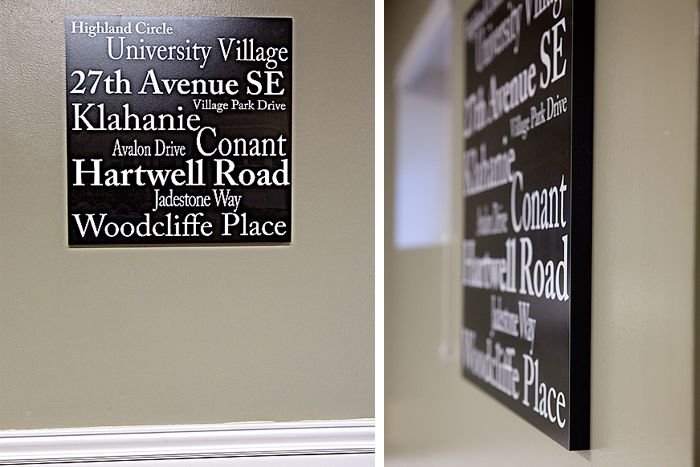 Highland Circle
University Village
27th Avenue SE
Village Park Drive
Klahanie
Avalon Drive Conant
Hartwell Road
Jadestone Way
Woodcliffe Place
University Village
27th Avenue SE
Village Park Drive
Klahanie
Avalon Drive Conant
Hartwell Road
Jadestone Way
Woodcliffe Place